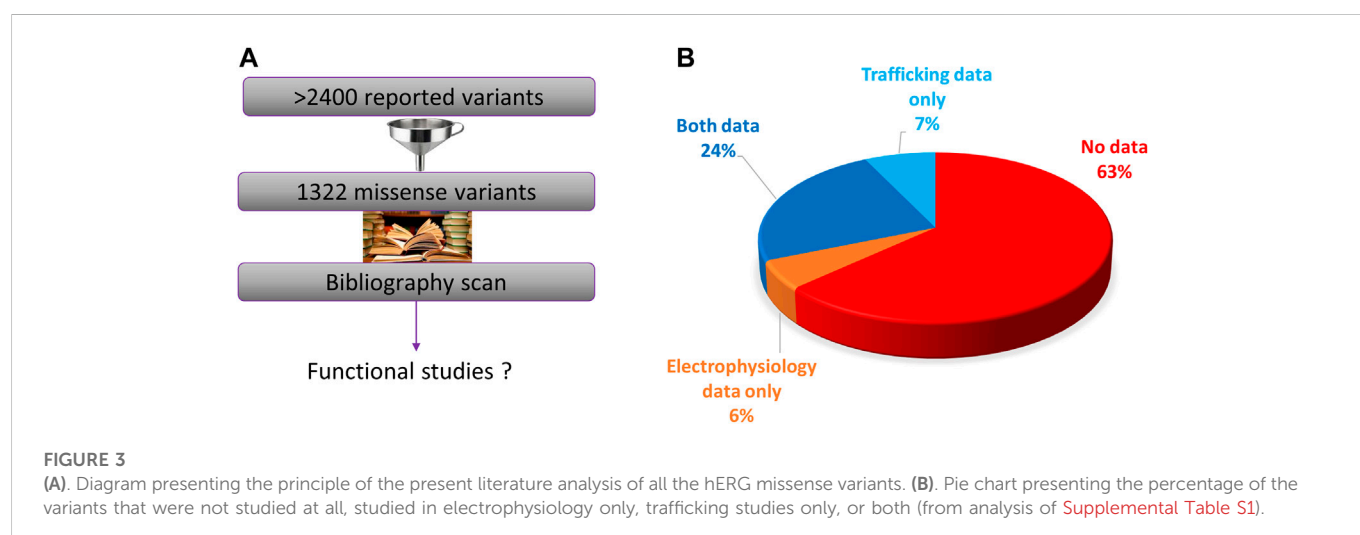 A
>2400 reported variants
1322 missense variants
Bibliography scan
Functional studies ?
B
Trafficking data
only
7%
Both data
24%
No data
63%
Electrophysiology
data only
6%
FIGURE 3
(A). Diagram presenting the principle of the present literature analysis of all the hERG missense variants. (B). Pie chart presenting the percentage of the
variants that were not studied at all, studied in electrophysiology only, trafficking studies only, or both (from analysis of Supplemental Table S1).